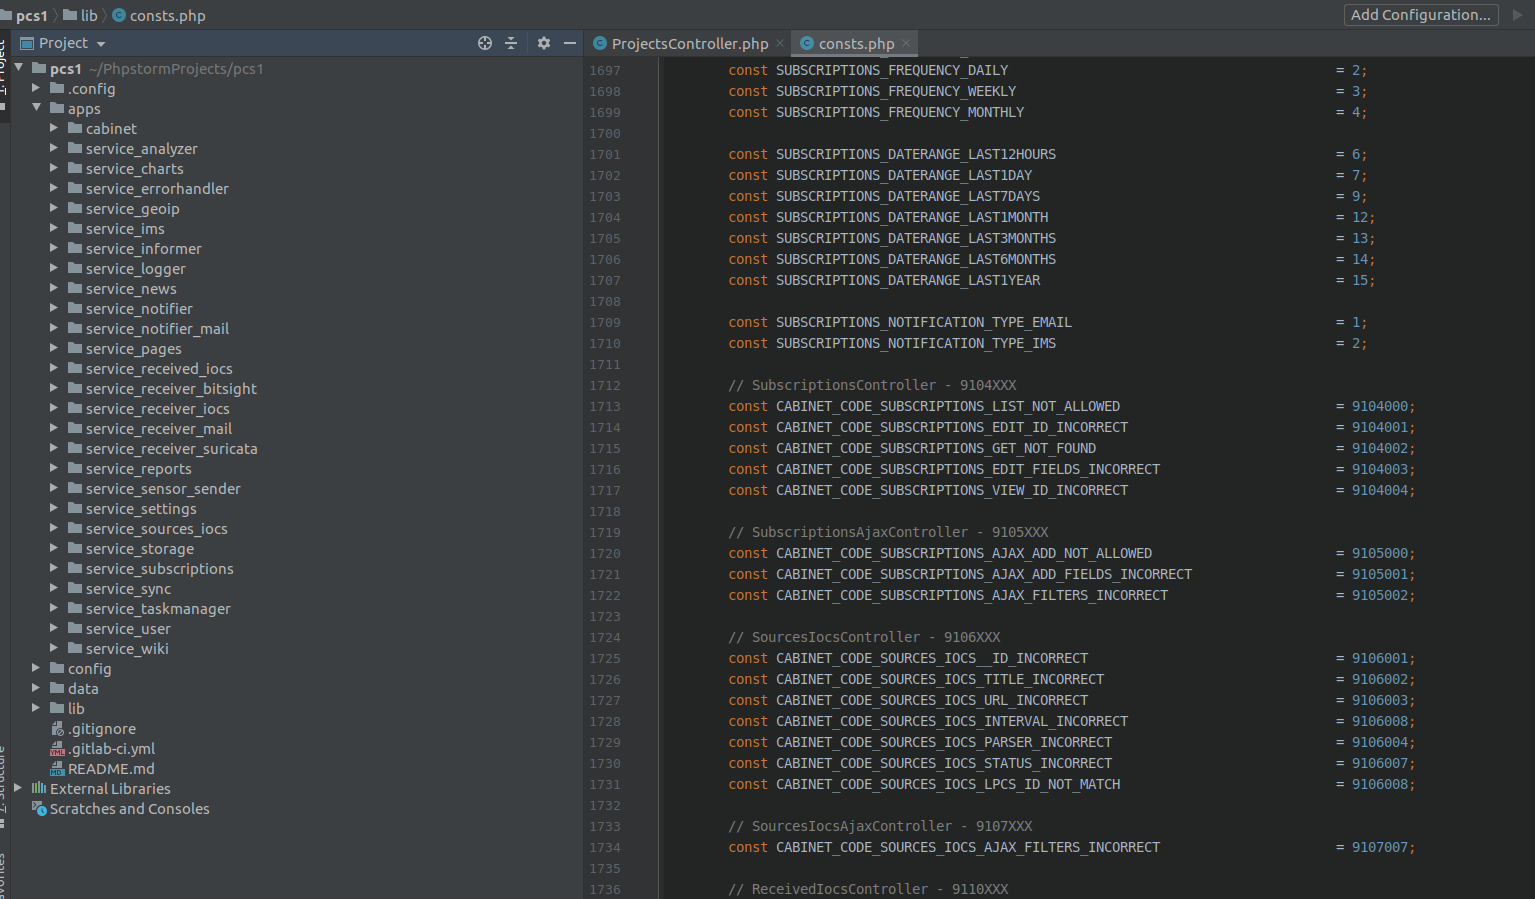 pcs1 lib consts.php Add Configuration...
Project ProjectsController.php consts.php
pcs1 ~/PhpstormProjects/pcs1
.config
apps
cabinet
service_analyzer
service_charts
service_errorhandler
service_geoip
service_ims
service_informer
service_logger
service_news
service_notifier
service_notifier_mail
service_pages
service_received_iocs
service_receiver_bitsight
service_receiver_iocs
service_receiver_mail
service_receiver_suricata
service_reports
service_sensor_sender
service_settings
service_sources_iocs
service_storage
service_subscriptions
service_sync
service_taskmanager
service_user
service_wiki
config
data
lib
.gitignore
.gitlab-ci.yml
README.md
External Libraries
Scratches and Consoles
1697 const SUBSCRIPTIONS_FREQUENCY_DAILY = 2;
1698 const SUBSCRIPTIONS_FREQUENCY_WEEKLY = 3;
1699 const SUBSCRIPTIONS_FREQUENCY_MONTHLY = 4;
1700
1701 const SUBSCRIPTIONS_DATERANGE_LAST12HOURS = 6;
1702 const SUBSCRIPTIONS_DATERANGE_LAST1DAY = 7;
1703 const SUBSCRIPTIONS_DATERANGE_LAST7DAYS = 9;
1704 const SUBSCRIPTIONS_DATERANGE_LAST1MONTH = 12;
1705 const SUBSCRIPTIONS_DATERANGE_LAST3MONTHS = 13;
1706 const SUBSCRIPTIONS_DATERANGE_LAST6MONTHS = 14;
1707 const SUBSCRIPTIONS_DATERANGE_LAST1YEAR = 15;
1708
1709 const SUBSCRIPTIONS_NOTIFICATION_TYPE_EMAIL = 1;
1710 const SUBSCRIPTIONS_NOTIFICATION_TYPE_IMS = 2;
1711
1712 // SubscriptionsController - 9104XXX
1713 const CABINET_CODE_SUBSCRIPTIONS_LIST_NOT_ALLOWED = 9104000;
1714 const CABINET_CODE_SUBSCRIPTIONS_EDIT_ID_INCORRECT = 9104001;
1715 const CABINET_CODE_SUBSCRIPTIONS_GET_NOT_FOUND = 9104002;
1716 const CABINET_CODE_SUBSCRIPTIONS_EDIT_FIELDS_INCORRECT = 9104003;
1717 const CABINET_CODE_SUBSCRIPTIONS_VIEW_ID_INCORRECT = 9104004;
1718
1719 // SubscriptionsAjaxController - 9105XXX
1720 const CABINET_CODE_SUBSCRIPTIONS_AJAX_ADD_NOT_ALLOWED = 9105000;
1721 const CABINET_CODE_SUBSCRIPTIONS_AJAX_ADD_FIELDS_INCORRECT = 9105001;
1722 const CABINET_CODE_SUBSCRIPTIONS_AJAX_FILTERS_INCORRECT = 9105002;
1723
1724 // SourcesIocsController - 9106XXX
1725 const CABINET_CODE_SOURCES_IOCS__ID_INCORRECT = 9106001;
1726 const CABINET_CODE_SOURCES_IOCS_TITLE_INCORRECT = 9106002;
1727 const CABINET_CODE_SOURCES_IOCS_URL_INCORRECT = 9106003;
1728 const CABINET_CODE_SOURCES_IOCS_INTERVAL_INCORRECT = 9106008;
1729 const CABINET_CODE_SOURCES_IOCS_PARSER_INCORRECT = 9106004;
1730 const CABINET_CODE_SOURCES_IOCS_STATUS_INCORRECT = 9106007;
1731 const CABINET_CODE_SOURCES_IOCS_LPCS_ID_NOT_MATCH = 9106008;
1732
1733 // SourcesIocsAjaxController - 9107XXX
1734 const CABINET_CODE_SOURCES_IOCS_AJAX_FILTERS_INCORRECT = 9107007;
1735
1736 // ReceivedIocsController - 9110XXX